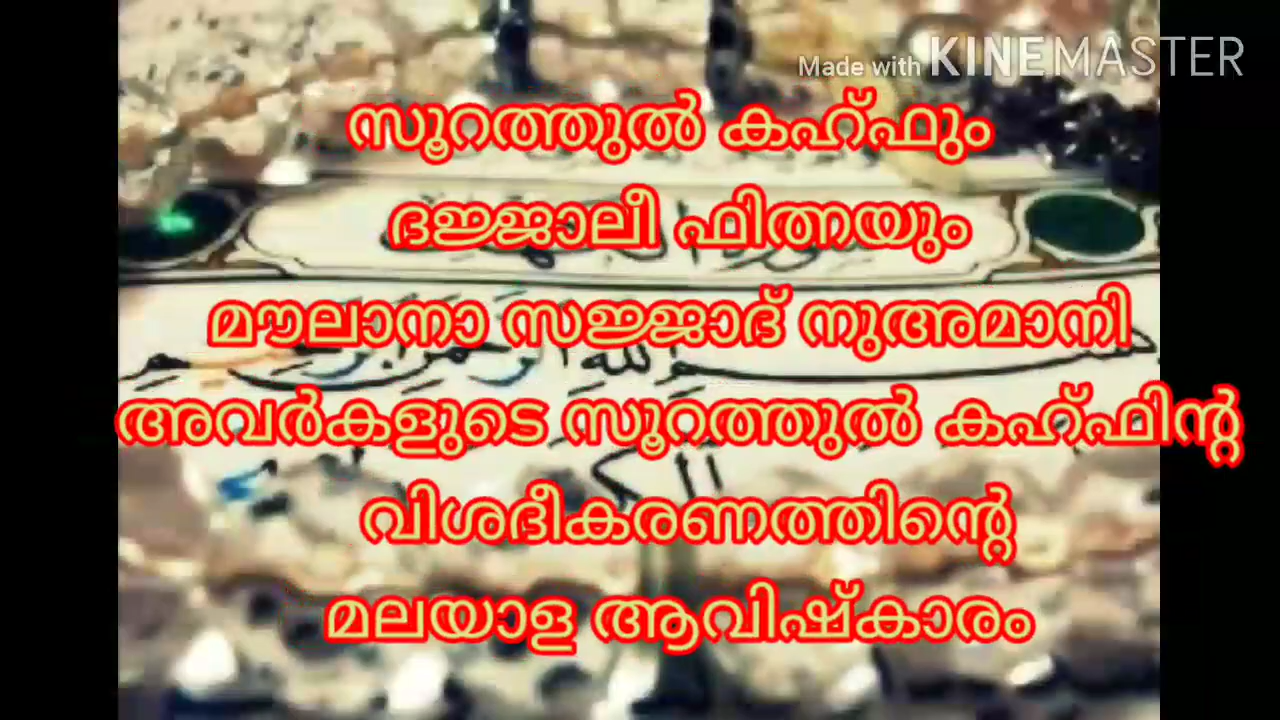 Made with KINEMASTER
സൂറത്തുൽ കഹ്ഫും
ദജ്ജാലീ ഫിത്നയും
മൗലാനാ സജ്ജാദ് നുഅമാനി
അവർകളുടെ സൂറത്തുൽ കഹ്ഫിന്റ
വിശദീകരണത്തിന്റെ
മലയാള ആവിഷ്കാരം